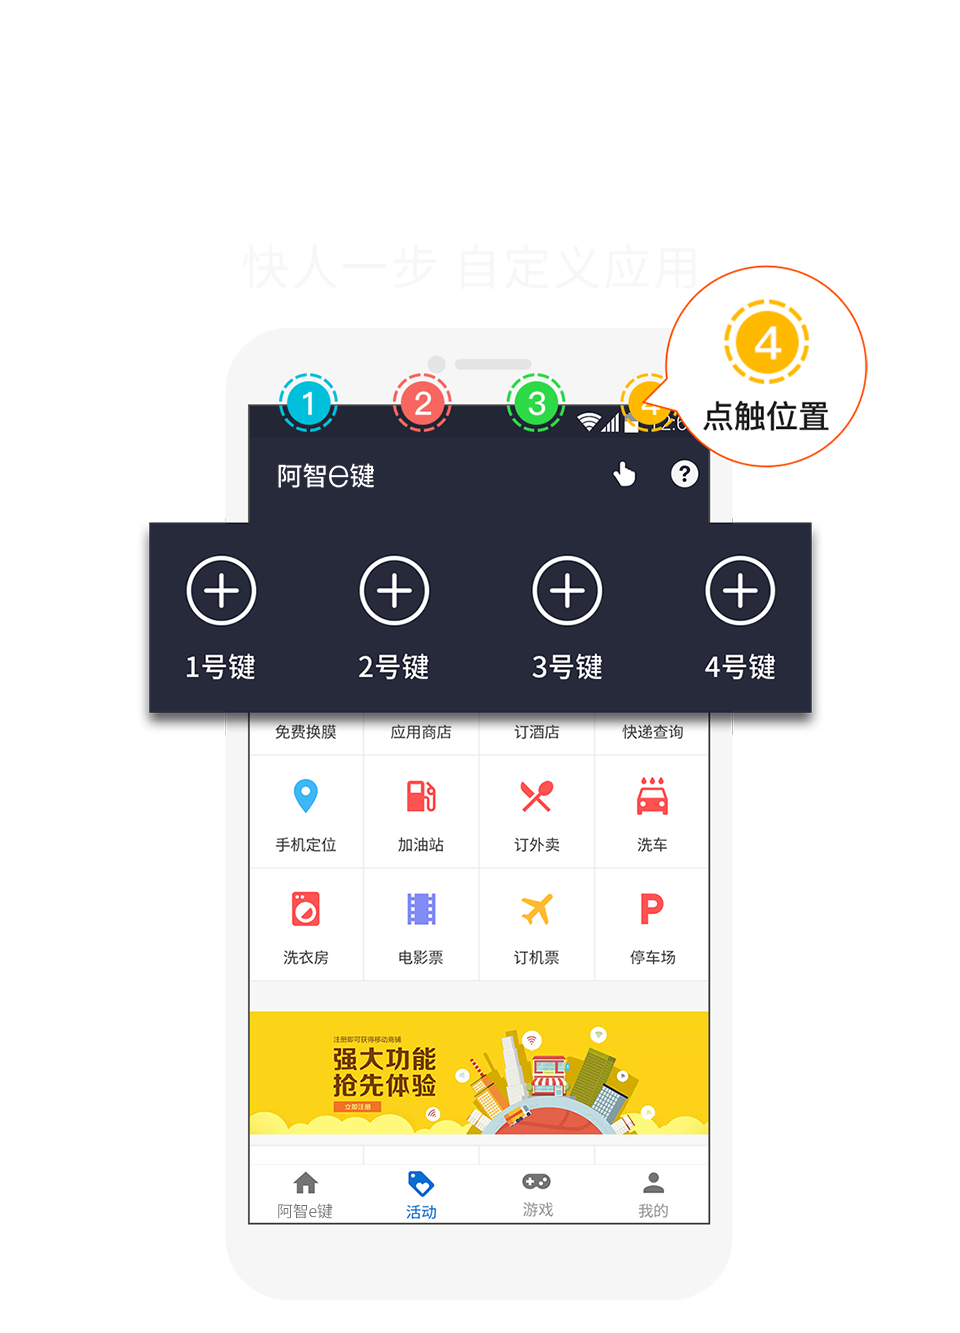 快人一步 自定义应用
4
点触位置
1 2 3 4
阿智e键 ?
1号键 2号键 3号键 4号键
免费换膜 应用商店 订酒店 快递查询
手机定位 加油站 订外卖 洗车
P
洗衣房 电影票 订机票 停车场
注册即可获得移动商铺
强大功能
抢先体验
立即注册
阿智e键 活动 游戏 我的